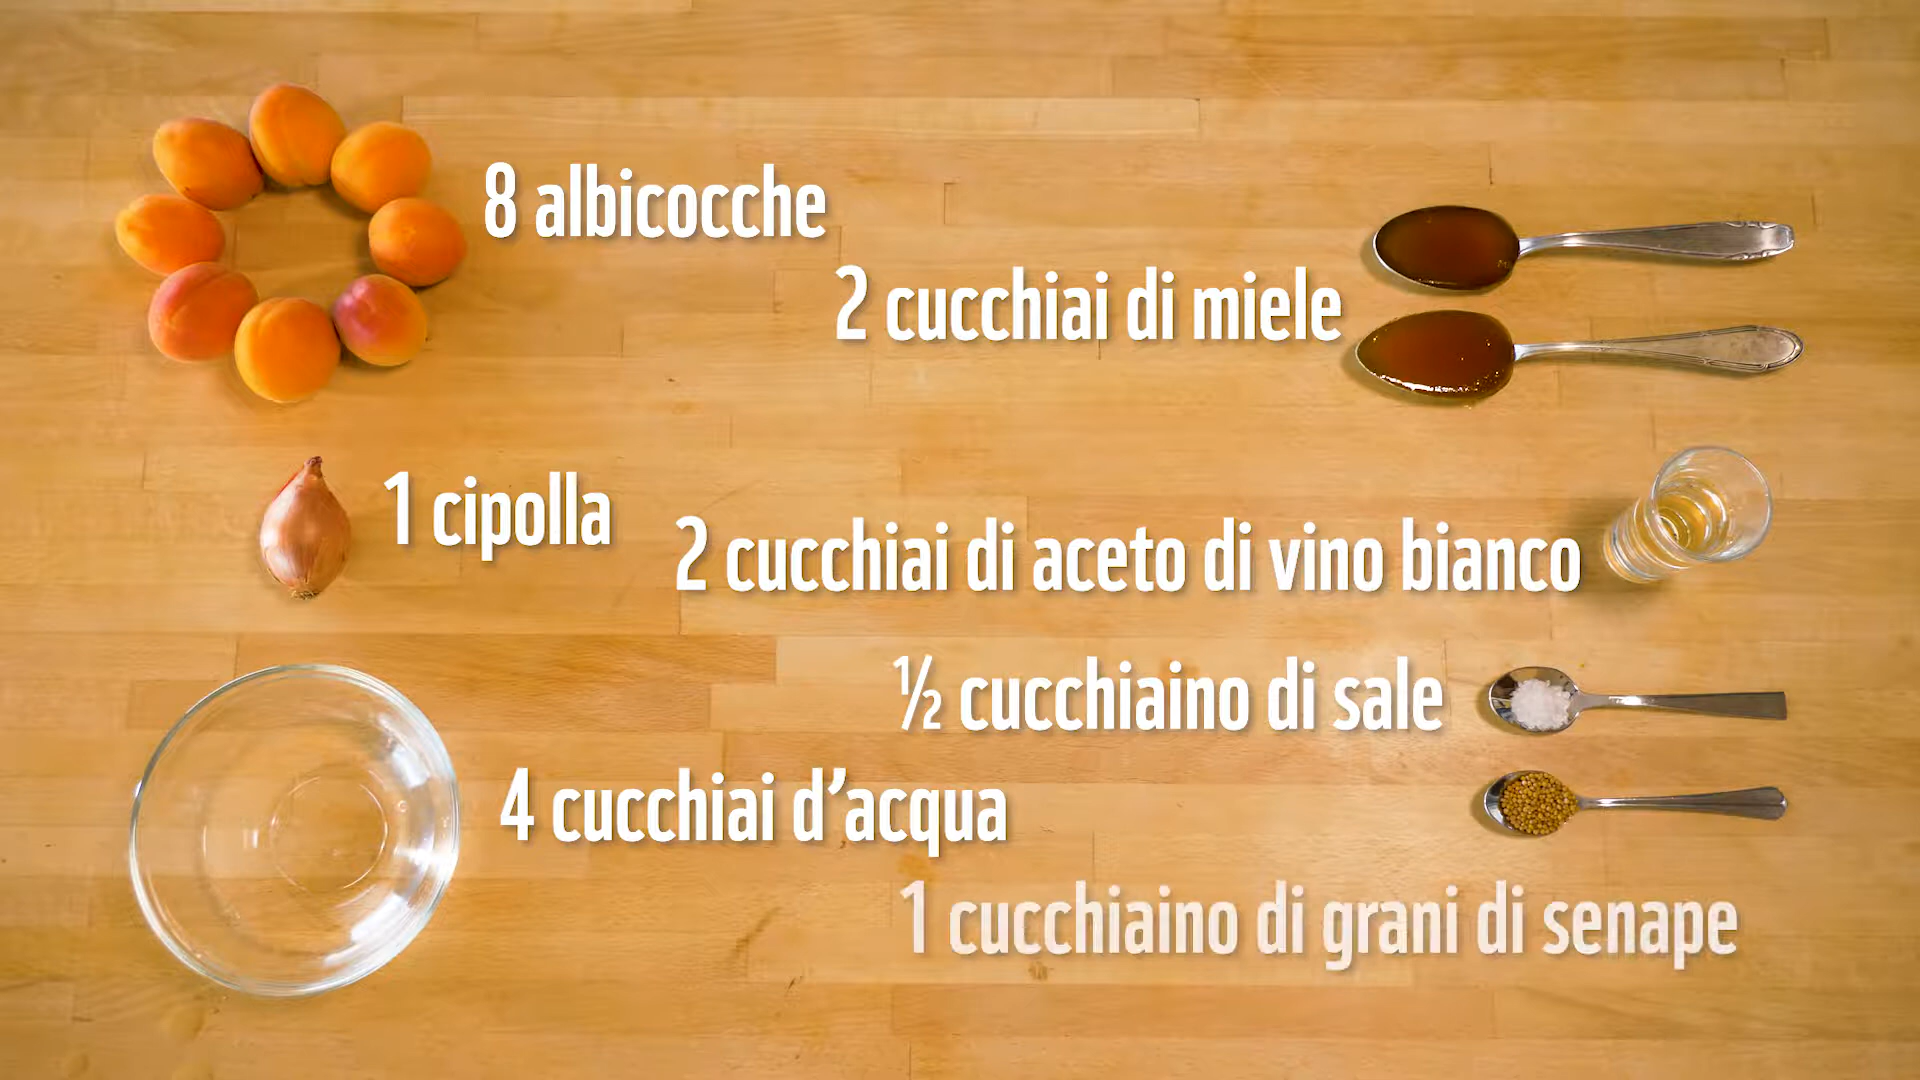 8 albicocche
2 cucchiai di miele
1 cipolla
2 cucchiai di aceto di vino bianco
½ cucchiaino di sale
4 cucchiai d’acqua
1 cucchiaino di grani di senape